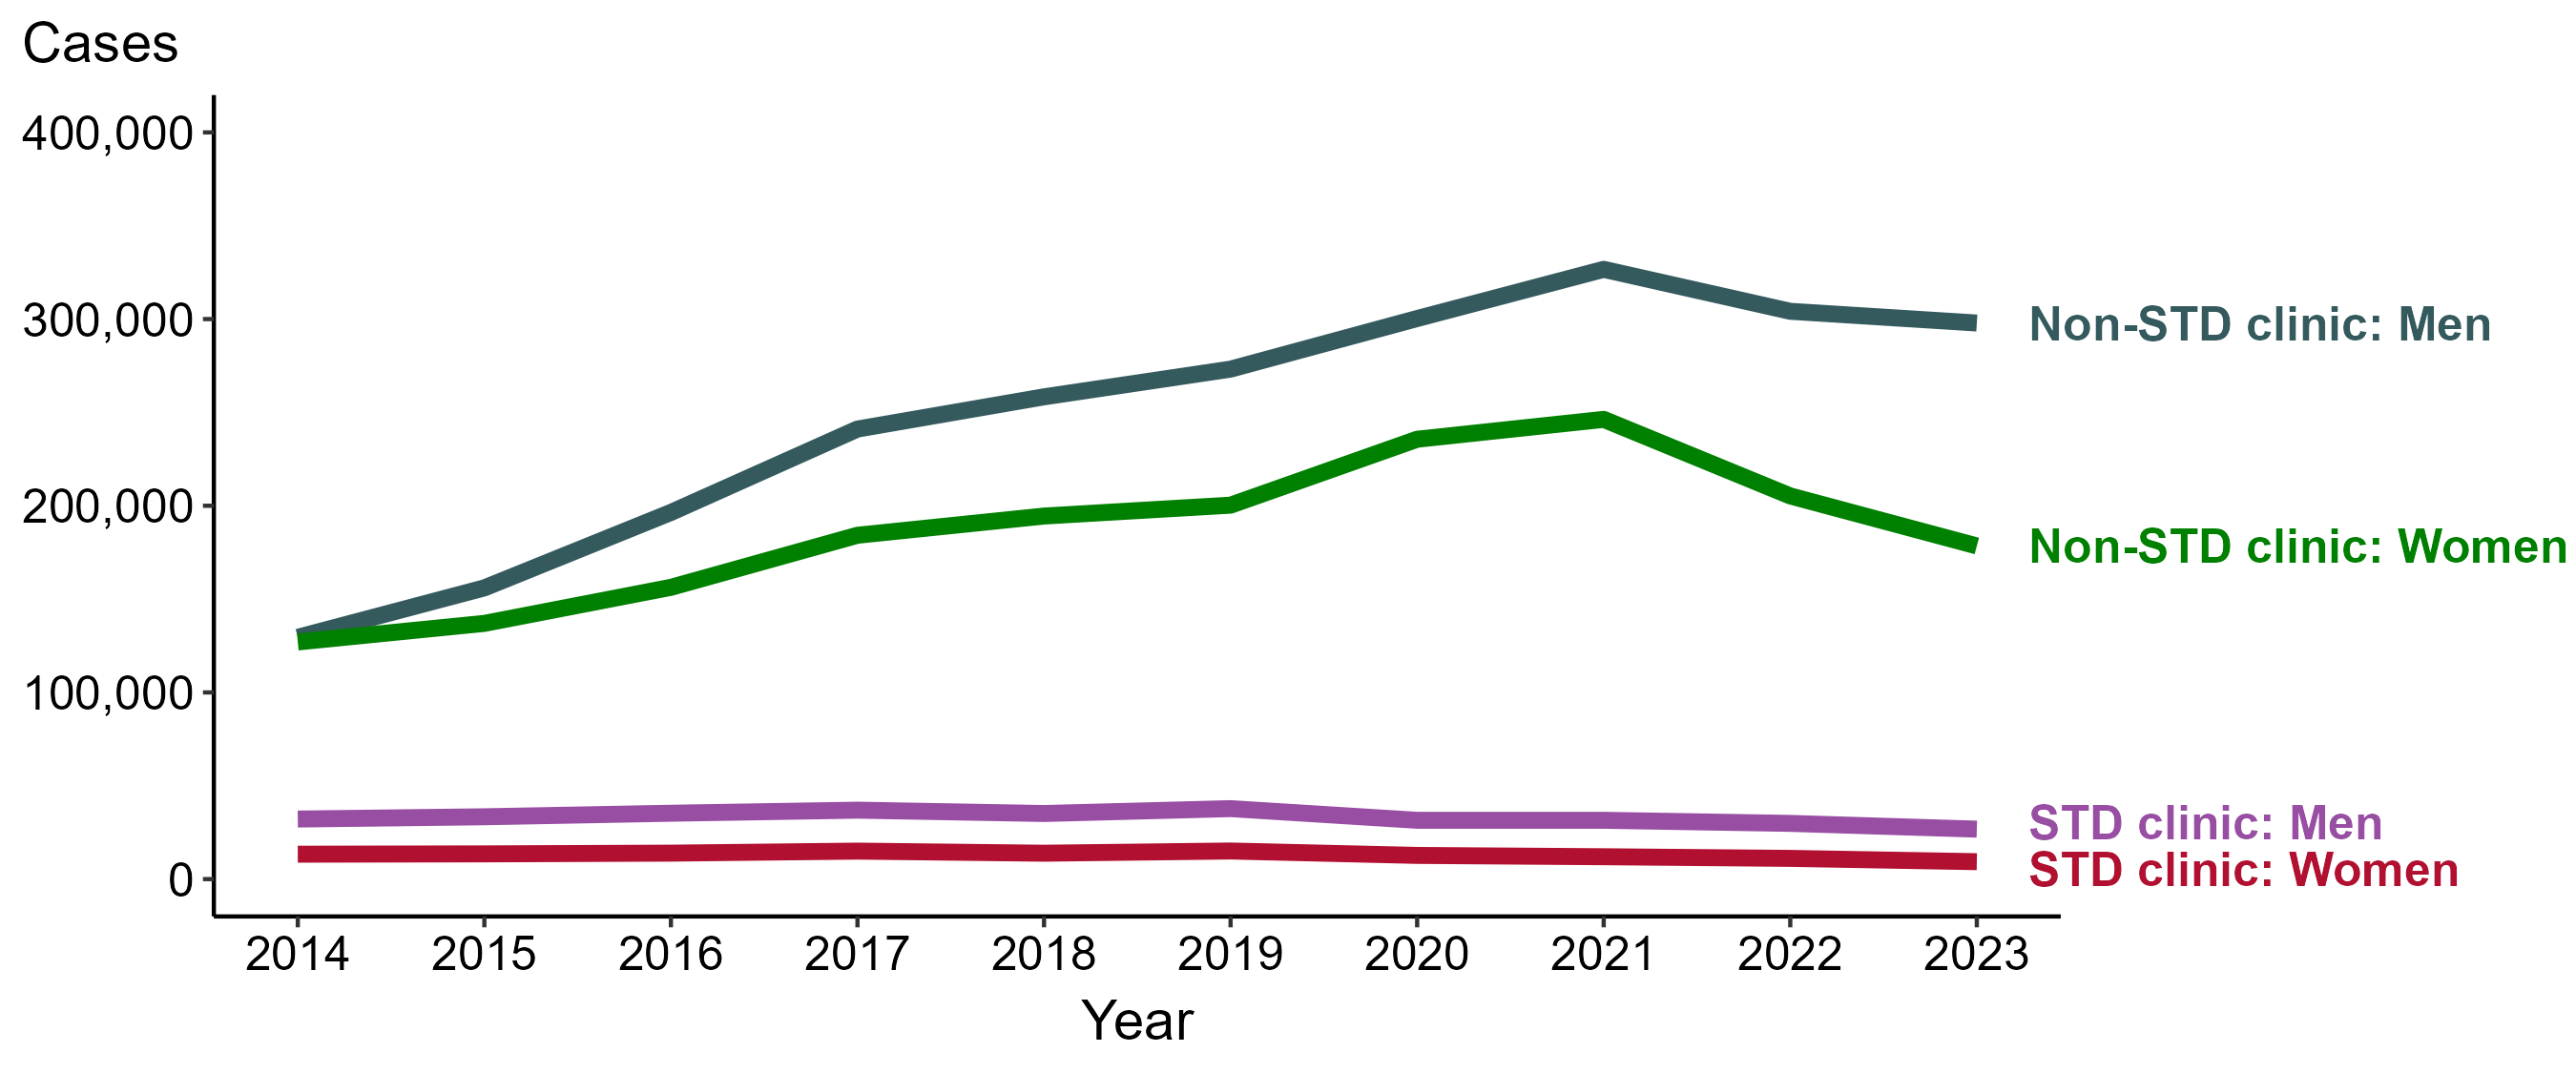 Cases
400,000
300,000
200,000
100,000
0
Non-STD clinic: Men
Non-STD clinic: Women
STD clinic: Men
STD clinic: Women
2014 2015 2016 2017 2018 2019 2020 2021 2022 2023
Year